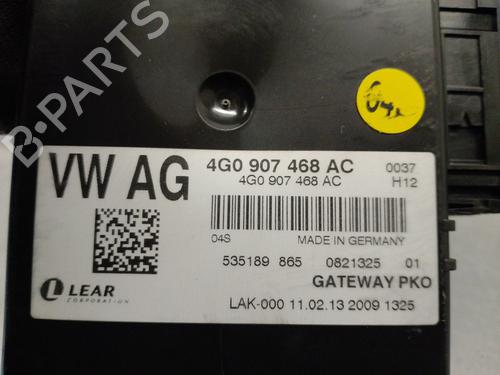 B-PARTS
VW AG
4G0 907 468 AC 0037
4G0 907 468 AC H12
04S MADE IN GERMANY
535189 865 0821325 01
GATEWAY PKO
LEAR
CORPORATION
LAK-000 11.02.13 2009 1325